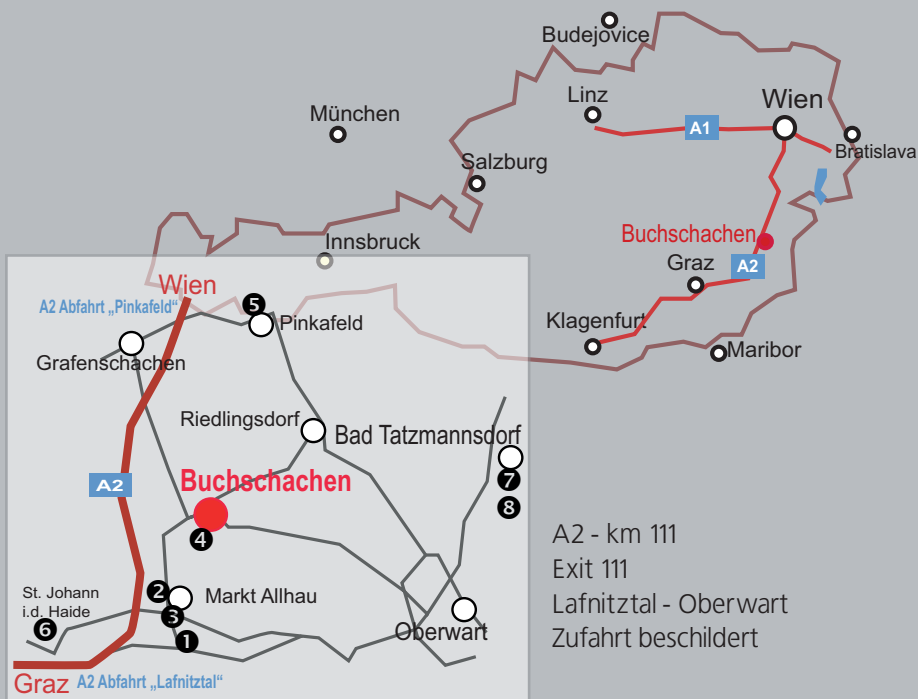 Budejovice
Linz
Wien
München
A1
Bratislava
Salzburg
Buchschachen
Innsbruck
Graz
A2
Klagenfurt
Maribor
Wien
A2 Abfahrt „Pinkafeld“
5
Pinkafeld
Grafenschachen
Riedlingsdorf
Bad Tatzmannsdorf
A2
Buchschachen
7
8
4
St. Johann
i.d. Haide
2
Markt Allhau
3
6
1
Oberwart
Graz
A2 Abfahrt „Lafnitztal“
A2 - km 111
Exit 111
Lafnitztal - Oberwart
Zufahrt beschildert